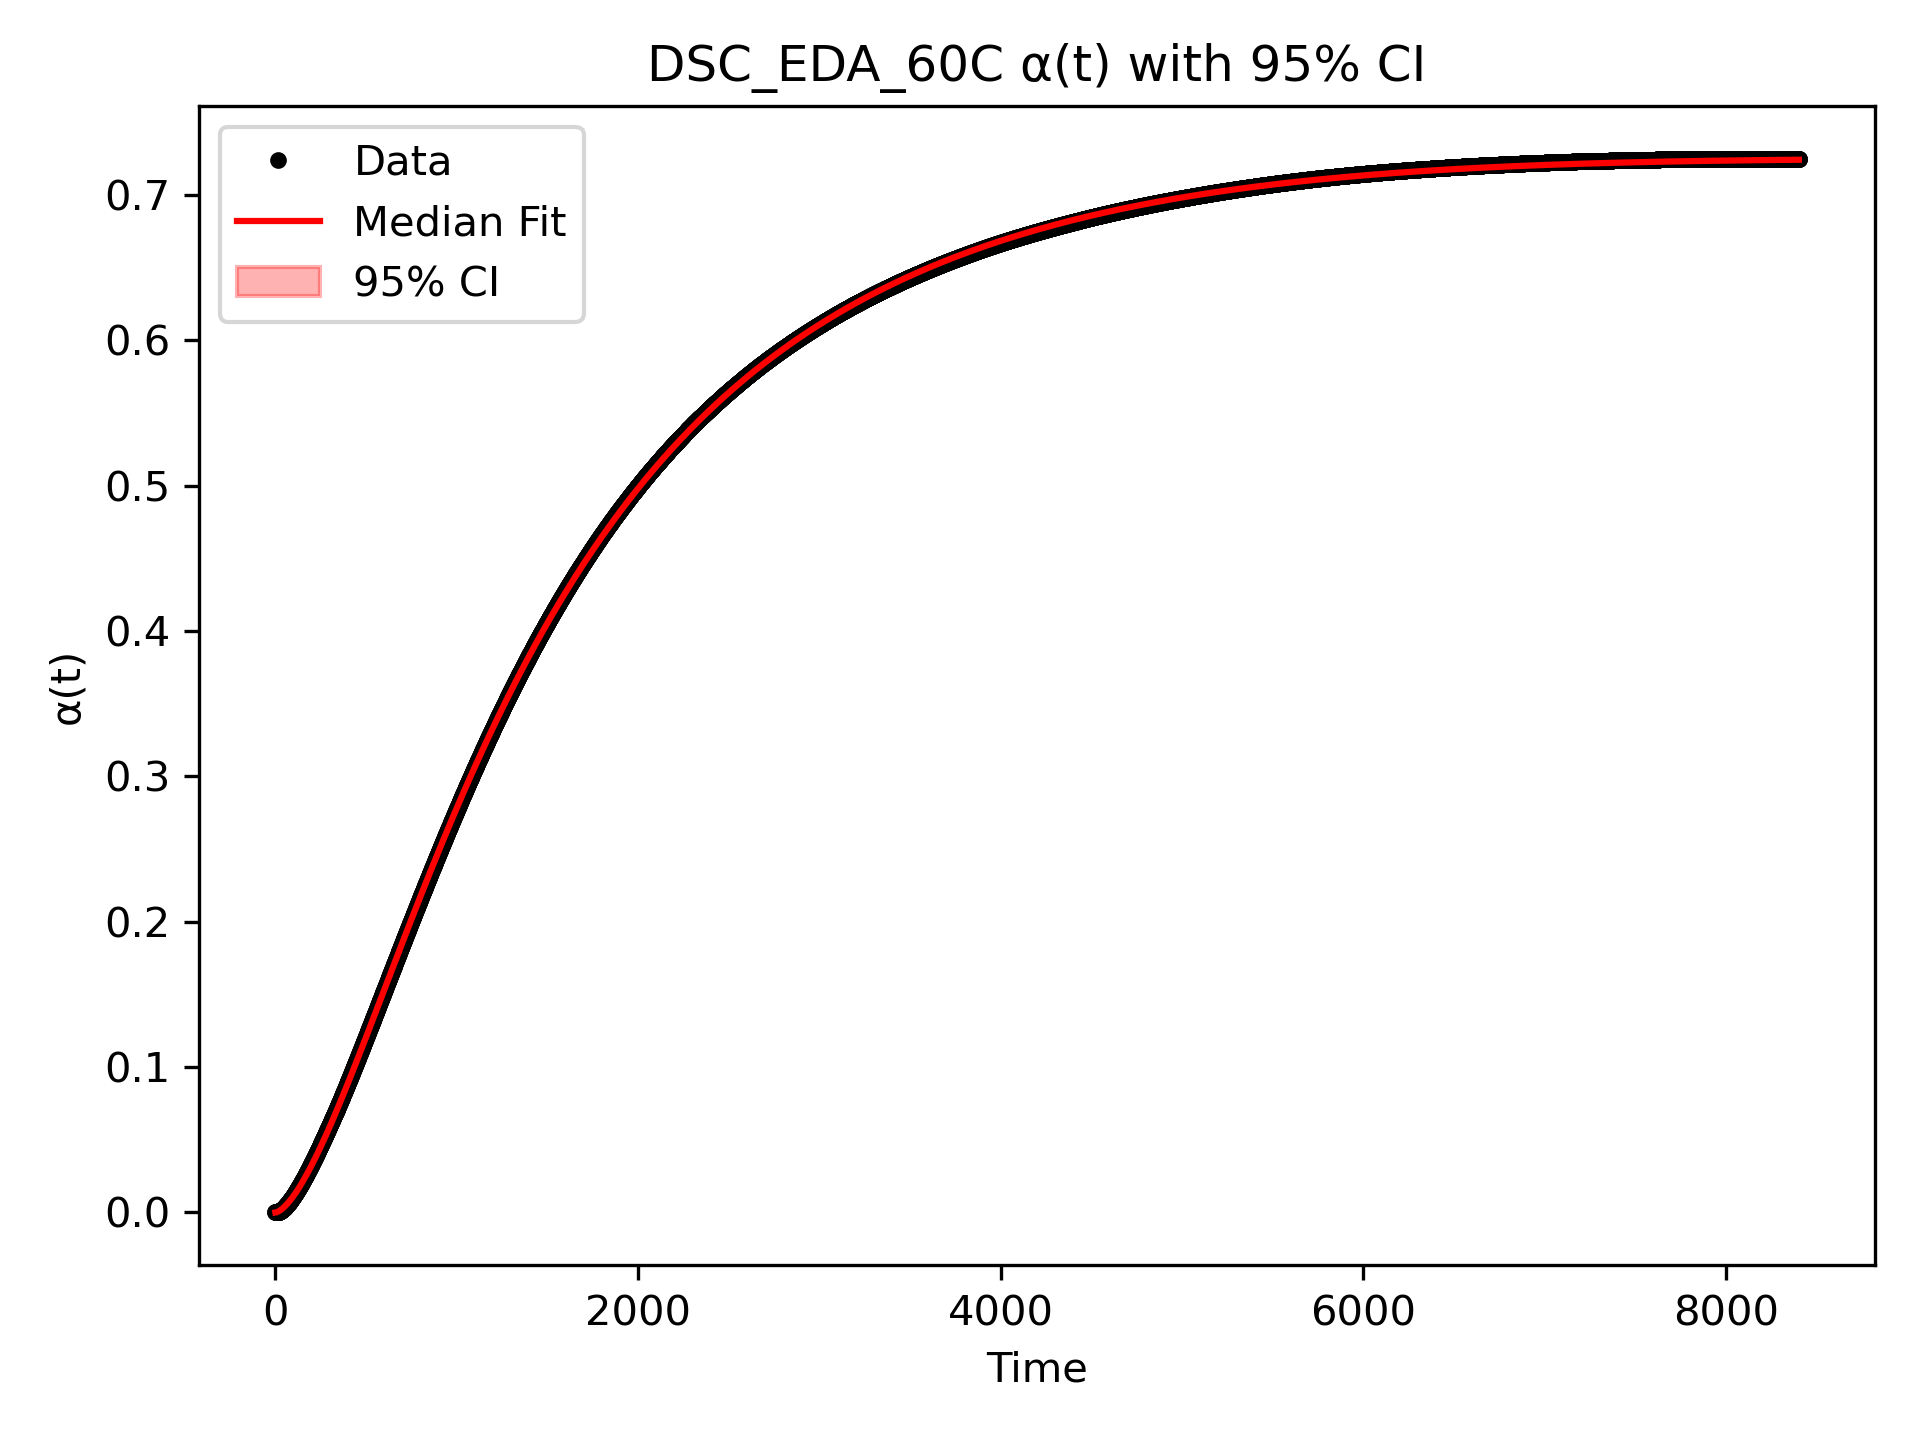 DSC_EDA_60C α(t) with 95% CI
Data
Median Fit
95% CI
0.7
0.6
0.5
0.4
0.3
0.2
0.1
0.0
α(t)
0 2000 4000 6000 8000
Time